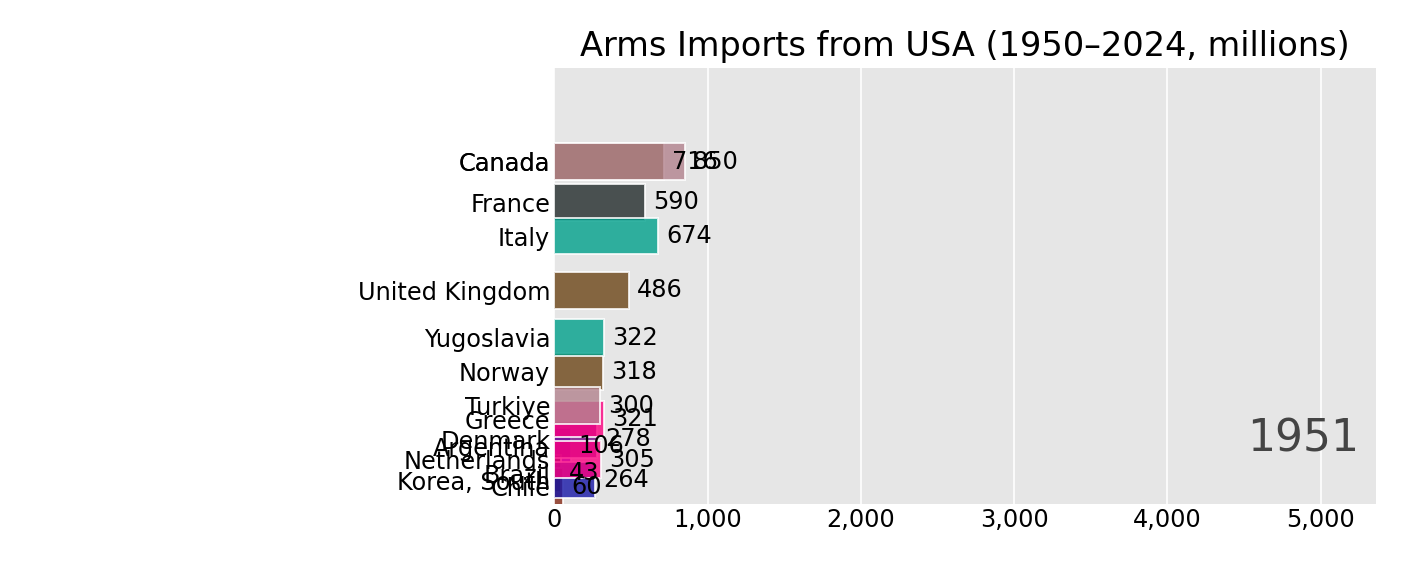 Arms Imports from USA (1950–2024, millions)
Canada 716 850
France 590
Italy 674
United Kingdom 486
Yugoslavia 322
Norway 318
Turkiye 300
Greece 321
Denmark 278
Argentina 106
Netherlands 305
Brazil 43
Korea, South 264
Chile 60
1951
0 1,000 2,000 3,000 4,000 5,000